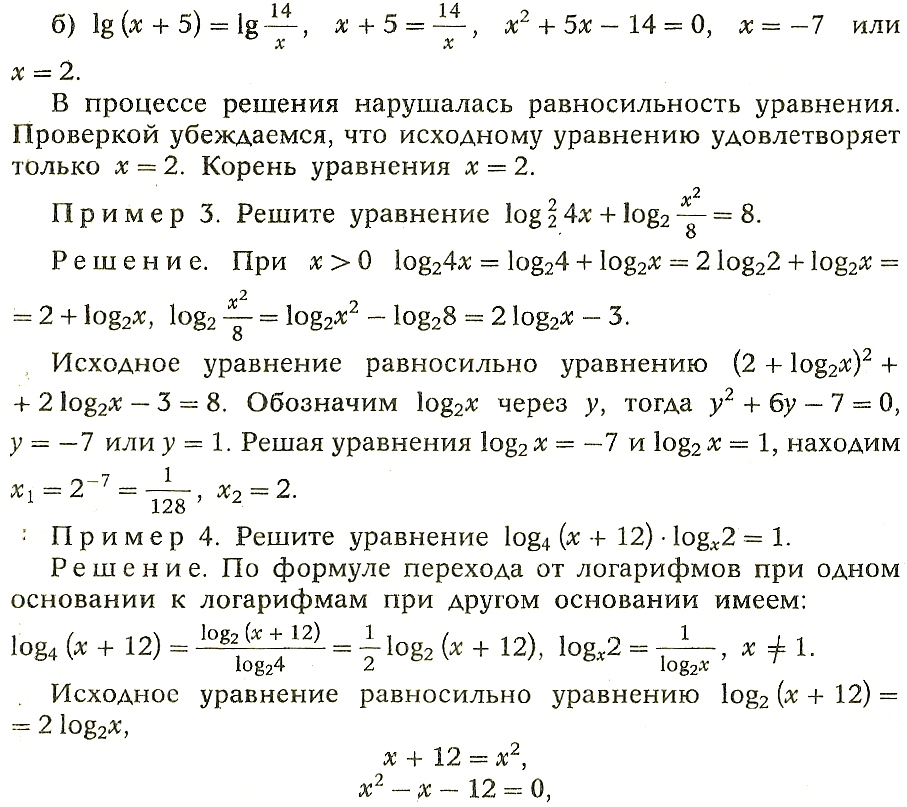 б) lg (x + 5) = lg 14/x, x + 5 = 14/x, x² + 5x − 14 = 0, x = −7 или
x = 2.
В процессе решения нарушалась равносильность уравнения.
Проверкой убеждаемся, что исходному уравнению удовлетворяет
только x = 2. Корень уравнения x = 2.
Пример 3. Решите уравнение log₂² 4x + log₂ x²/8 = 8.
Решение. При x > 0 log₂4x = log₂4 + log₂x = 2 log₂2 + log₂x =
= 2 + log₂x, log₂ x²/8 = log₂x² − log₂8 = 2 log₂x − 3.
Исходное уравнение равносильно уравнению (2 + log₂x)² +
+ 2 log₂x − 3 = 8. Обозначим log₂x через y, тогда y² + 6y − 7 = 0,
y = −7 или y = 1. Решая уравнения log₂ x = −7 и log₂ x = 1, находим
x₁ = 2⁻⁷ = 1/128, x₂ = 2.
Пример 4. Решите уравнение log₄ (x + 12) · logₓ2 = 1.
Решение. По формуле перехода от логарифмов при одном
основании к логарифмам при другом основании имеем:
log₄ (x + 12) = log₂ (x + 12)/log₂4 = 1/2 log₂ (x + 12), logₓ2 = 1/log₂x, x ≠ 1.
Исходное уравнение равносильно уравнению log₂ (x + 12) =
= 2 log₂x,
x + 12 = x²,
x² − x − 12 = 0,